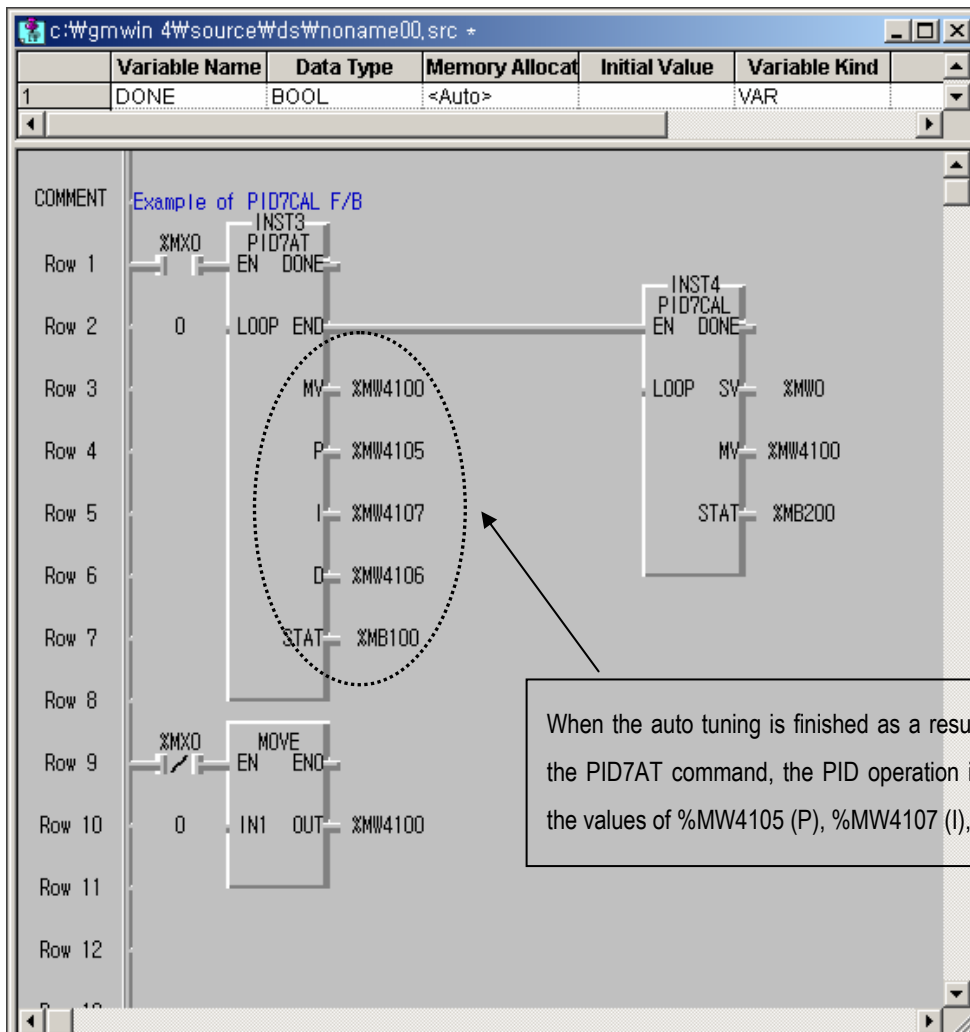 c:₩gmwin 4₩source₩ds₩noname00.src *
Variable Name Data Type Memory Allocat Initial Value Variable Kind
1 DONE BOOL <Auto> VAR
COMMENT Example of PID7CAL F/B
INST3
%MX0 PID7AT
Row 1 EN DONE
INST4
PID7CAL
Row 2 0 LOOP END EN DONE
Row 3 MV %MW4100 LOOP SV %MW0
Row 4 P %MW4105 MV %MW4100
Row 5 I %MW4107 STAT %MB200
Row 6 D %MW4106
Row 7 STAT %MB100
Row 8
%MX0 MOVE
Row 9 EN ENO
Row 10 0 IN1 OUT %MW4100
Row 11
Row 12
When the auto tuning is finished as a resu
the PID7AT command, the PID operation i
the values of %MW4105 (P), %MW4107 (I),